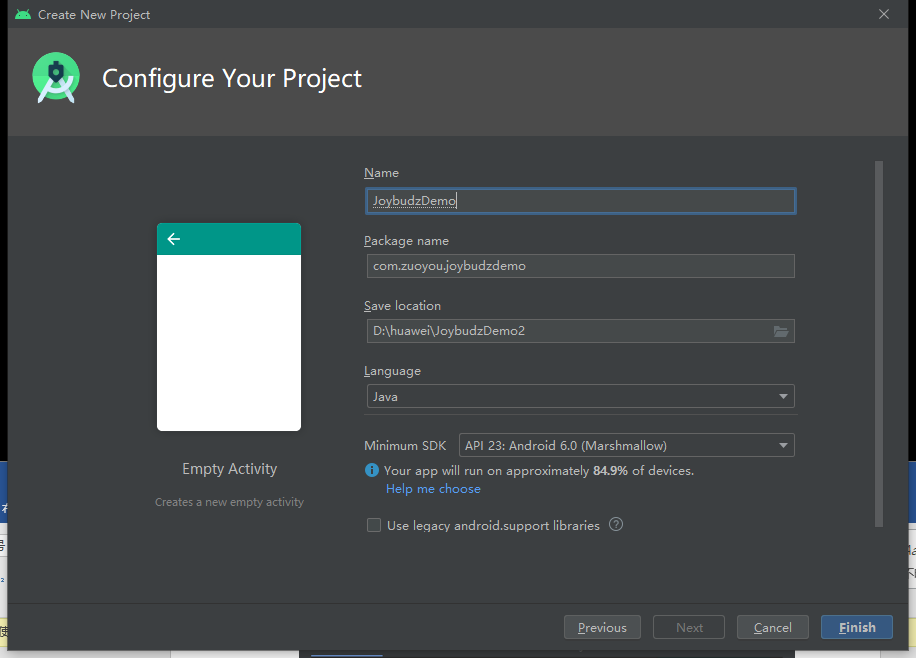 Create New Project
Configure Your Project
Name
JoybudzDemo
Package name
com.zuoyou.joybudzdemo
Save location
D:\huawei\JoybudzDemo2
Language
Java
Minimum SDK
API 23: Android 6.0 (Marshmallow)
Your app will run on approximately 84.9% of devices.
Help me choose
Use legacy android.support libraries
Empty Activity
Creates a new empty activity
Previous
Next
Cancel
Finish